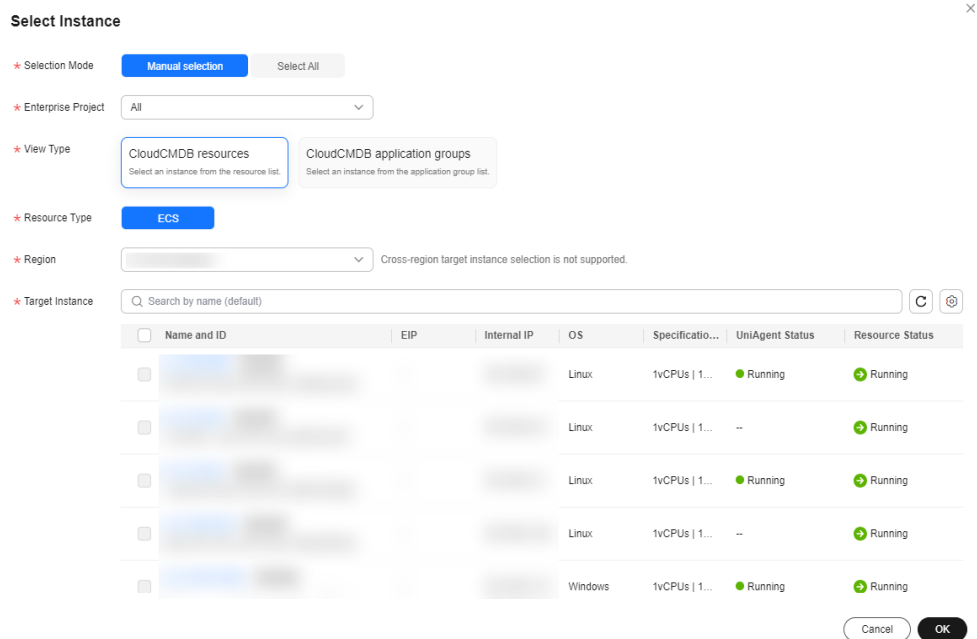 Select Instance
* Selection Mode Manual selection Select All
* Enterprise Project All
* View Type CloudCMDB resources CloudCMDB application groups
Select an instance from the resource list. Select an instance from the application group list.
* Resource Type ECS
* Region Cross-region target instance selection is not supported.
* Target Instance Search by name (default)
Name and ID EIP Internal IP OS Specificatio... UniAgent Status Resource Status
Linux 1vCPUs | 1... Running Running
Linux 1vCPUs | 1... -- Running
Linux 1vCPUs | 1... Running Running
Linux 1vCPUs | 1... -- Running
Windows 1vCPUs | 1... Running Running
Cancel OK